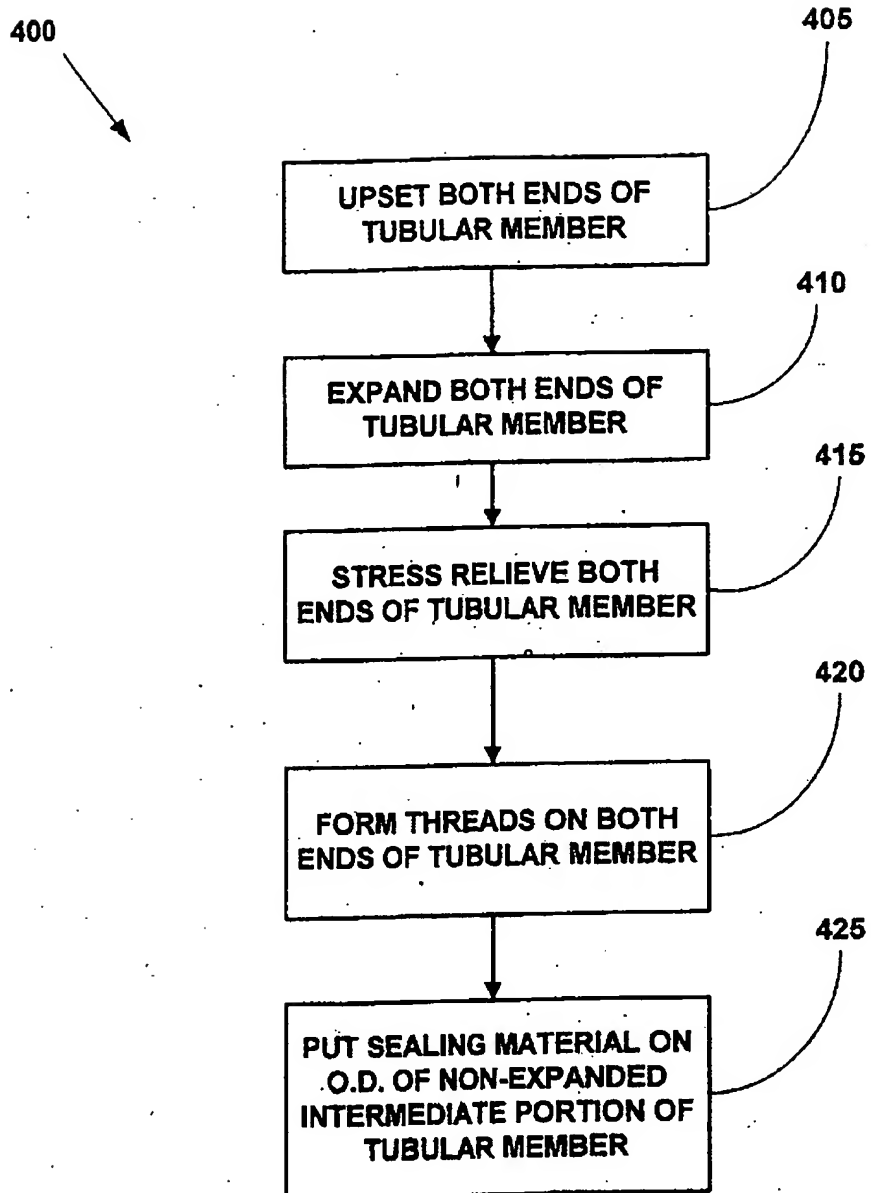 400
405
UPSET BOTH ENDS OF
TUBULAR MEMBER
410
EXPAND BOTH ENDS OF
TUBULAR MEMBER
415
STRESS RELIEVE BOTH
ENDS OF TUBULAR MEMBER
420
FORM THREADS ON BOTH
ENDS OF TUBULAR MEMBER
425
PUT SEALING MATERIAL ON
O.D. OF NON-EXPANDED
INTERMEDIATE PORTION OF
TUBULAR MEMBER